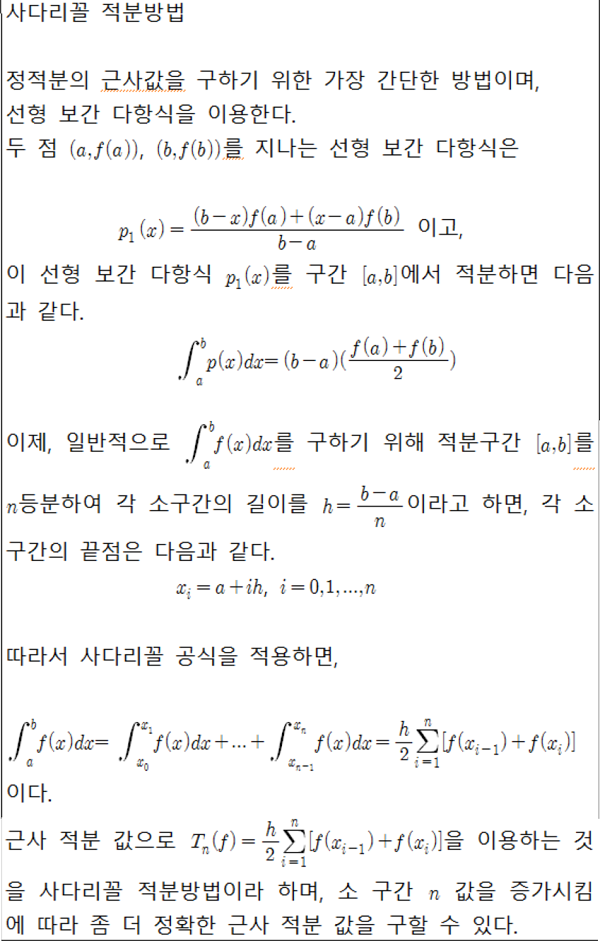 사다리꼴 적분방법
정적분의 근사값을 구하기 위한 가장 간단한 방법이며,
선형 보간 다항식을 이용한다.
두 점 (a,f(a)), (b,f(b))를 지나는 선형 보간 다항식은
p₁(x) = \frac{(b-x)f(a)+(x-a)f(b)}{b-a} 이고,
이 선형 보간 다항식 p₁(x)를 구간 [a,b]에서 적분하면 다음
과 같다.
\int_a^b p(x)dx = (b-a)(\frac{f(a)+f(b)}{2})
이제, 일반적으로 \int_a^b f(x)dx를 구하기 위해 적분구간 [a,b]를
n등분하여 각 소구간의 길이를 h=\frac{b-a}{n}이라고 하면, 각 소
구간의 끝점은 다음과 같다.
x_i = a+ih, i=0,1,...,n
따라서 사다리꼴 공식을 적용하면,
\int_a^b f(x)dx = \int_{x_0}^{x_1} f(x)dx+...+\int_{x_{n-1}}^{x_n} f(x)dx = \frac{h}{2}\sum_{i=1}^{n}[f(x_{i-1})+f(x_i)]
이다.
근사 적분 값으로 T_n(f) = \frac{h}{2}\sum_{i=1}^{n}[f(x_{i-1})+f(x_i)]을 이용하는 것
을 사다리꼴 적분방법이라 하며, 소 구간 n 값을 증가시킴
에 따라 좀 더 정확한 근사 적분 값을 구할 수 있다.